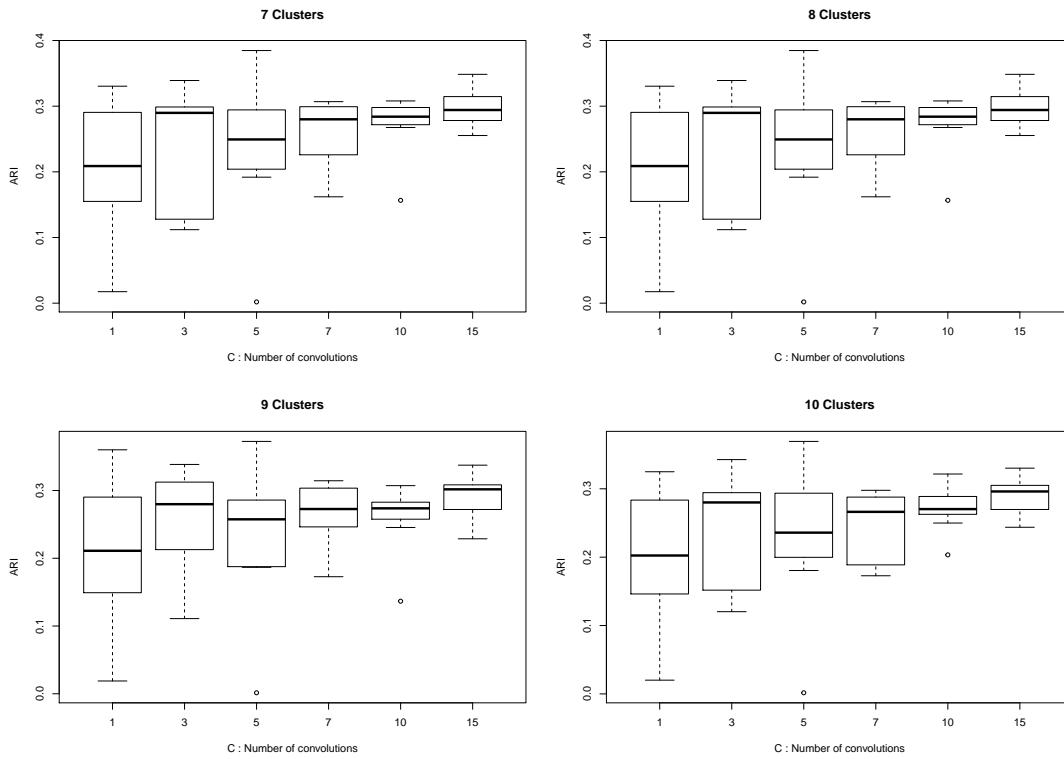 7 Clusters
ARI
0.0 0.1 0.2 0.3 0.4
1 3 5 7 10 15
C : Number of convolutions
8 Clusters
ARI
0.0 0.1 0.2 0.3 0.4
1 3 5 7 10 15
C : Number of convolutions
9 Clusters
ARI
0.0 0.1 0.2 0.3
1 3 5 7 10 15
C : Number of convolutions
10 Clusters
ARI
0.0 0.1 0.2 0.3
1 3 5 7 10 15
C : Number of convolutions